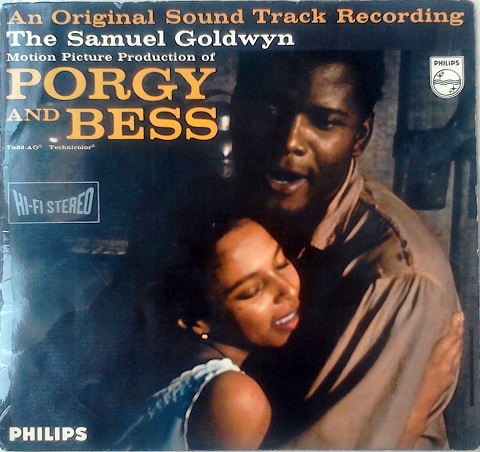 An Original Sound Track Recording
The Samuel Goldwyn
Motion Picture Production of
PORGY
AND BESS
Todd-AO® Technicolor®
PHILIPS
HI-FI STEREO
PHILIPS